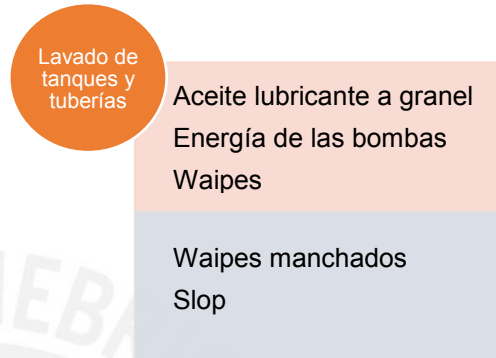 Lavado de
tanques y
tuberías
Aceite lubricante a granel
Energía de las bombas
Waipes
Waipes manchados
Slop